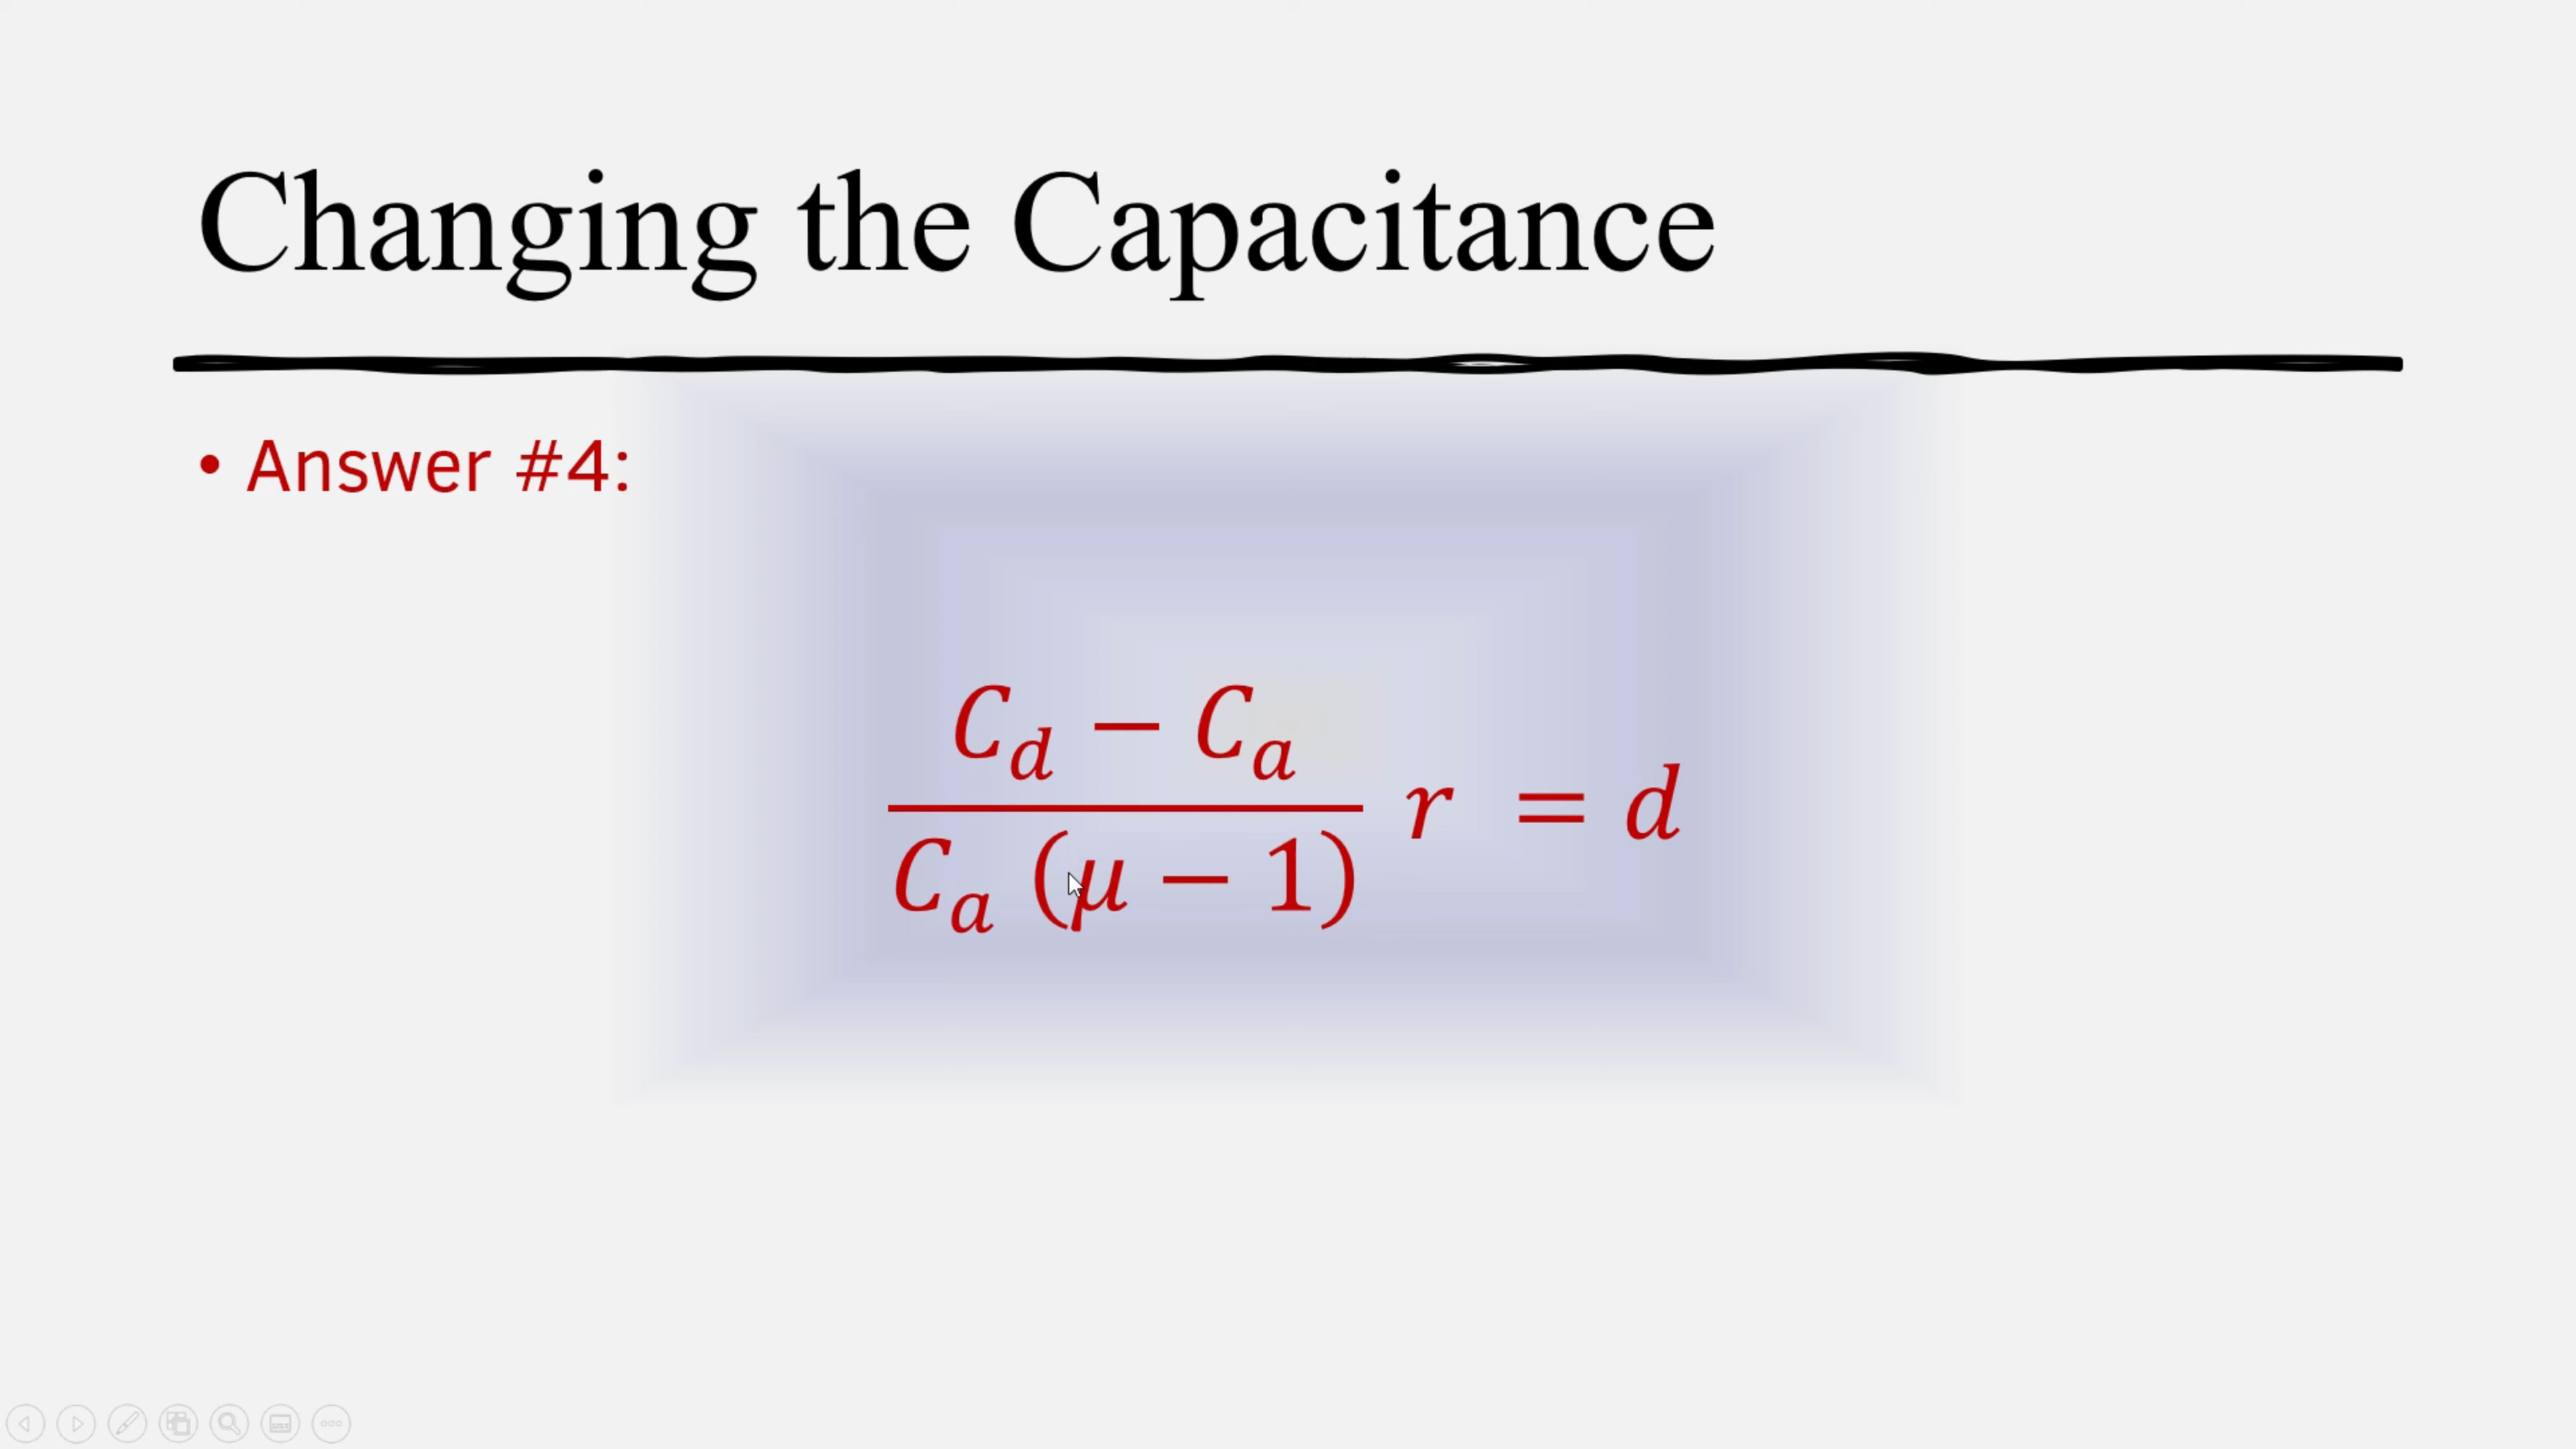 Changing the Capacitance
• Answer #4:
C_d − C_a
C_a (μ − 1)
r = d